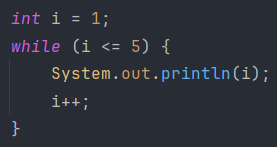 int i = 1;
while (i <= 5) {
    System.out.println(i);
    i++;
}